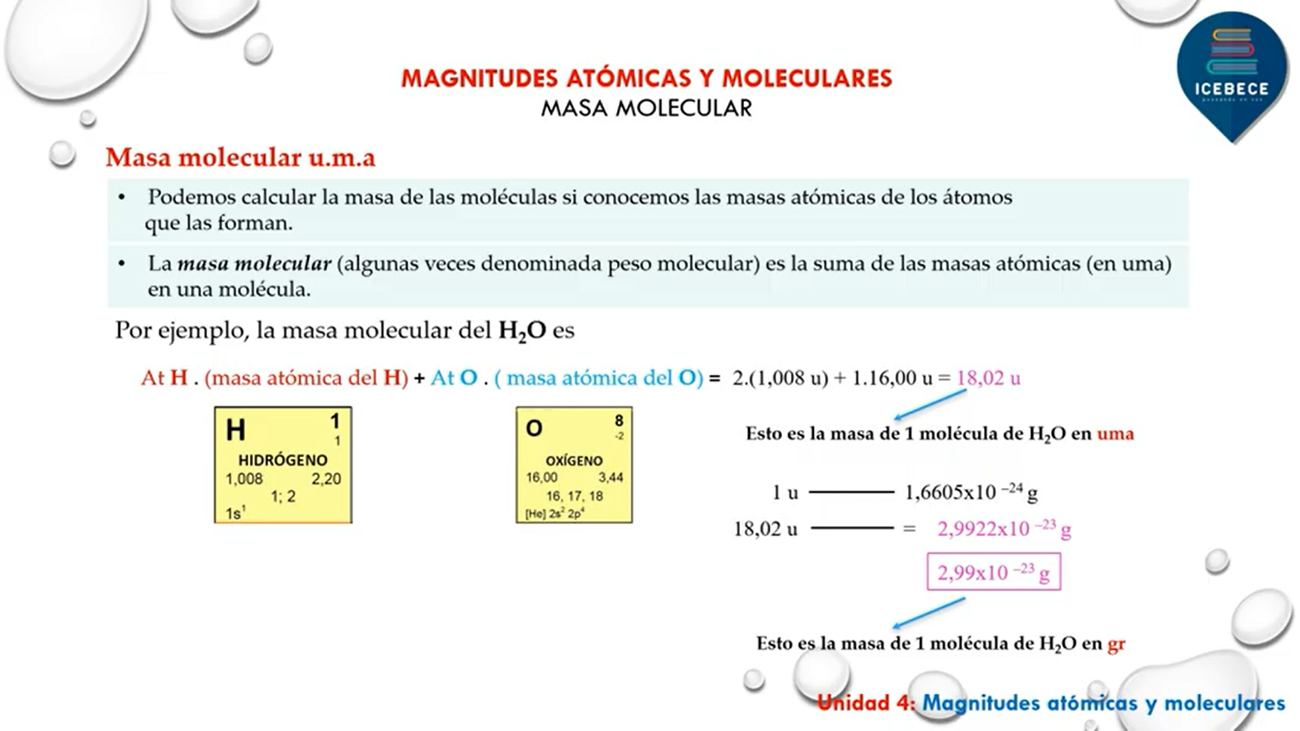 MAGNITUDES ATÓMICAS Y MOLECULARES
MASA MOLECULAR
ICEBECE
Masa molecular u.m.a
• Podemos calcular la masa de las moléculas si conocemos las masas atómicas de los átomos
que las forman.
• La masa molecular (algunas veces denominada peso molecular) es la suma de las masas atómicas (en uma)
en una molécula.
Por ejemplo, la masa molecular del H₂O es
At H . (masa atómica del H) + At O . ( masa atómica del O) = 2.(1,008 u) + 1.16,00 u = 18,02 u
H 1
1
HIDRÓGENO
1,008 2,20
1; 2
1s¹
O 8
-2
OXÍGENO
16,00 3,44
16, 17, 18
[He] 2s² 2p⁴
Esto es la masa de 1 molécula de H₂O en uma
1 u 1,6605x10 ⁻²⁴ g
18,02 u = 2,9922x10 ⁻²³ g
2,99x10 ⁻²³ g
Esto es la masa de 1 molécula de H₂O en gr
Unidad 4: Magnitudes atómicas y moleculares